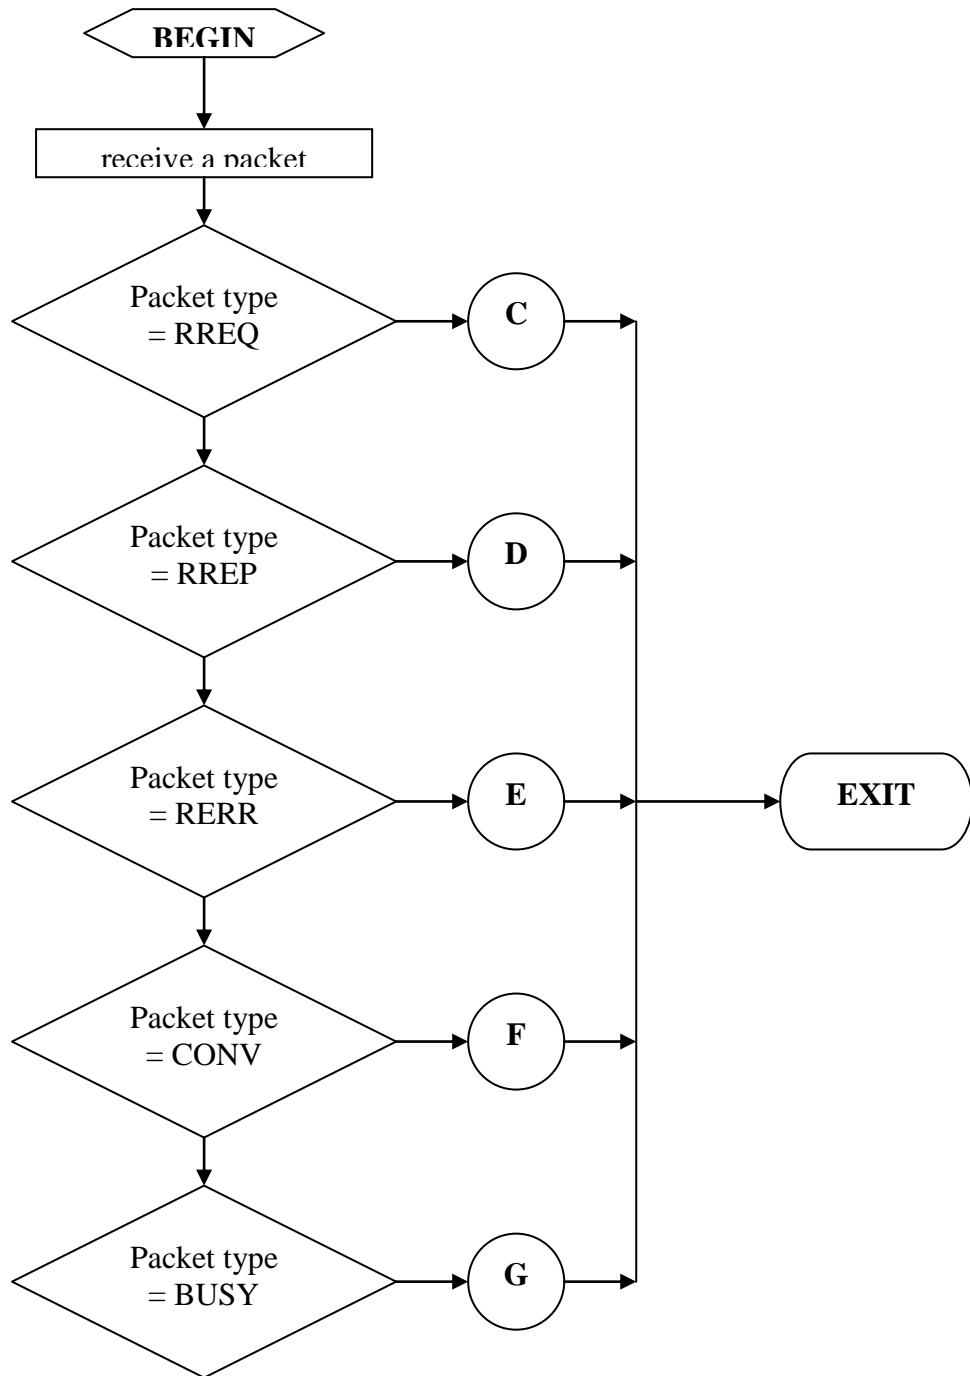 BEGIN
receive a packet
Packet type
= RREQ
C
Packet type
= RREP
D
Packet type
= RERR
E
EXIT
Packet type
= CONV
F
Packet type
= BUSY
G